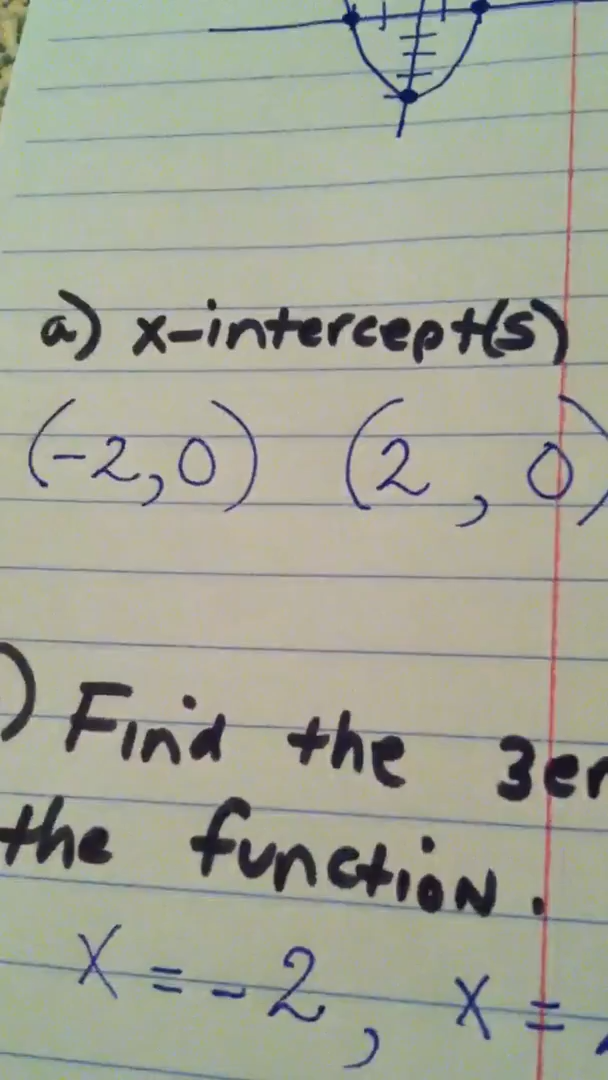 a) x-intercept(s)
(-2,0) (2, 0)
) Find the
the function.
x = -2, x =